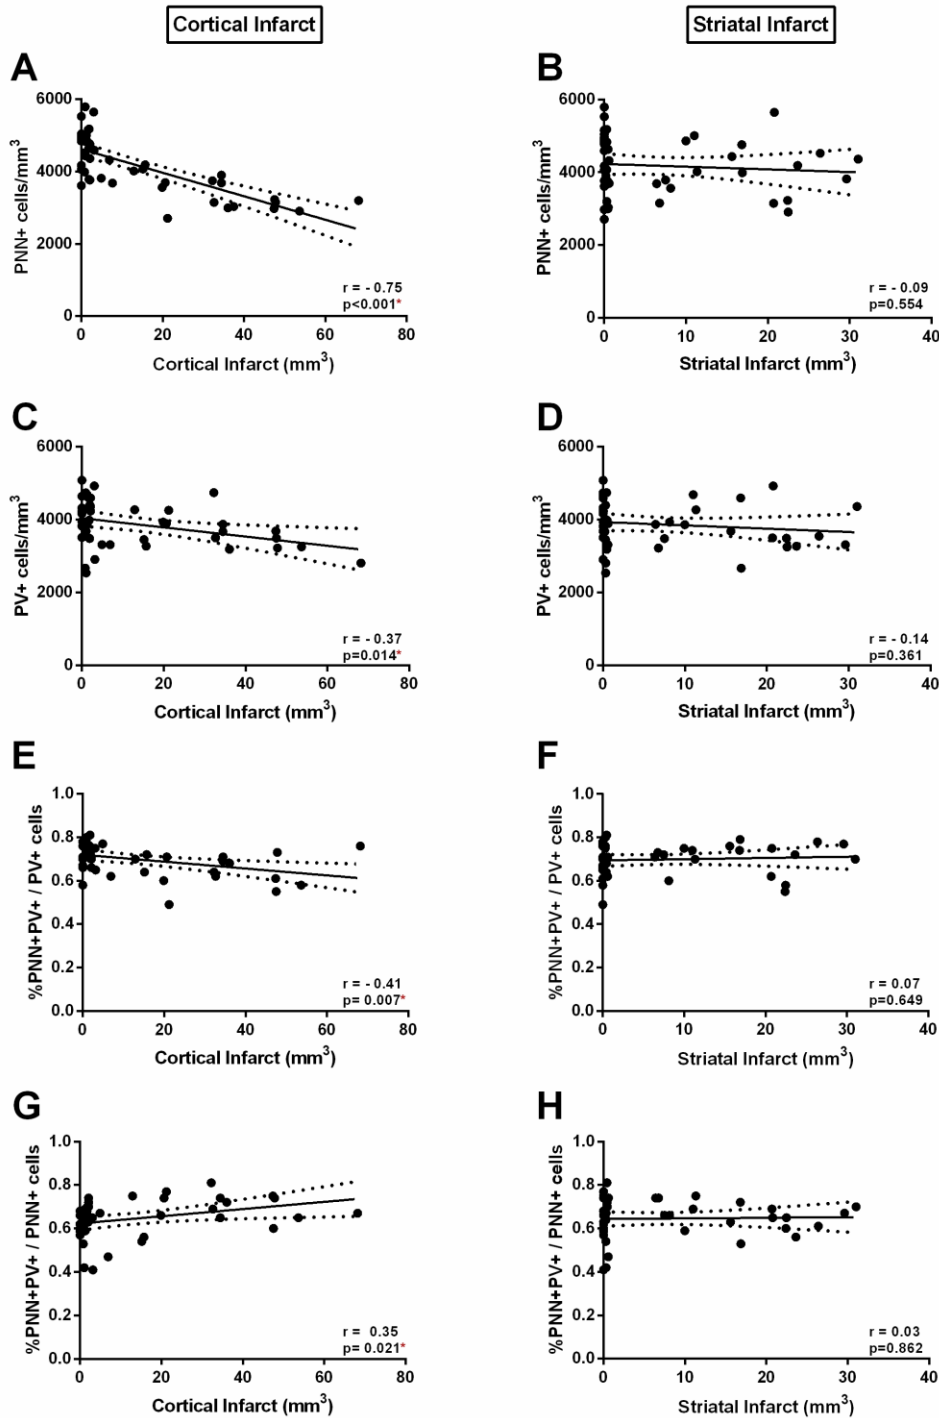 Cortical Infarct
Striatal Infarct
A
PNN+ cells/mm³
6000
4000
2000
0
0 20 40 60 80
r = - 0.75
p<0.001*
Cortical Infarct (mm³)
B
PNN+ cells/mm³
6000
4000
2000
0
0 10 20 30 40
r = - 0.09
p=0.554
Striatal Infarct (mm³)
C
PV+ cells/mm³
6000
4000
2000
0
0 20 40 60 80
r = - 0.37
p=0.014*
Cortical Infarct (mm³)
D
PV+ cells/mm³
6000
4000
2000
0
0 10 20 30 40
r = - 0.14
p=0.361
Striatal Infarct (mm³)
E
%PNN+PV+ / PV+ cells
1.0
0.8
0.6
0.4
0.2
0.0
0 20 40 60 80
r = - 0.41
p= 0.007*
Cortical Infarct (mm³)
F
%PNN+PV+ / PV+ cells
1.0
0.8
0.6
0.4
0.2
0.0
0 10 20 30 40
r = 0.07
p=0.649
Striatal Infarct (mm³)
G
%PNN+PV+ / PNN+ cells
1.0
0.8
0.6
0.4
0.2
0.0
0 20 40 60 80
r = 0.35
p= 0.021*
Cortical Infarct (mm³)
H
%PNN+PV+ / PNN+ cells
1.0
0.8
0.6
0.4
0.2
0.0
0 10 20 30 40
r = 0.03
p=0.862
Striatal Infarct (mm³)